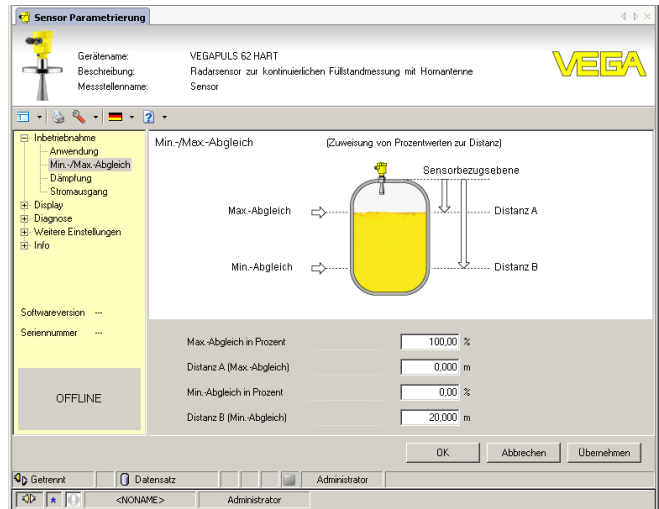 Sensor Parametrierung
Gerätename: VEGAPULS 62 HART
Beschreibung: Radarsensor zur kontinuierlichen Füllstandmessung mit Hornantenne
Messstellenname: Sensor
VEGA
Inbetriebnahme
Anwendung
Min.-/Max.-Abgleich
Dämpfung
Stromausgang
Display
Diagnose
Weitere Einstellungen
Info
Softwareversion ---
Seriennummer ---
OFFLINE
Min.-/Max.-Abgleich (Zuweisung von Prozentwerten zur Distanz)
Sensorbezugsebene
Max.-Abgleich Distanz A
Min.-Abgleich Distanz B
Max.-Abgleich in Prozent 100,00 %
Distanz A (Max.-Abgleich) 0,000 m
Min.-Abgleich in Prozent 0,00 %
Distanz B (Min.-Abgleich) 20,000 m
OK Abbrechen Übernehmen
Getrennt Datensatz Administrator
<NONAME> Administrator